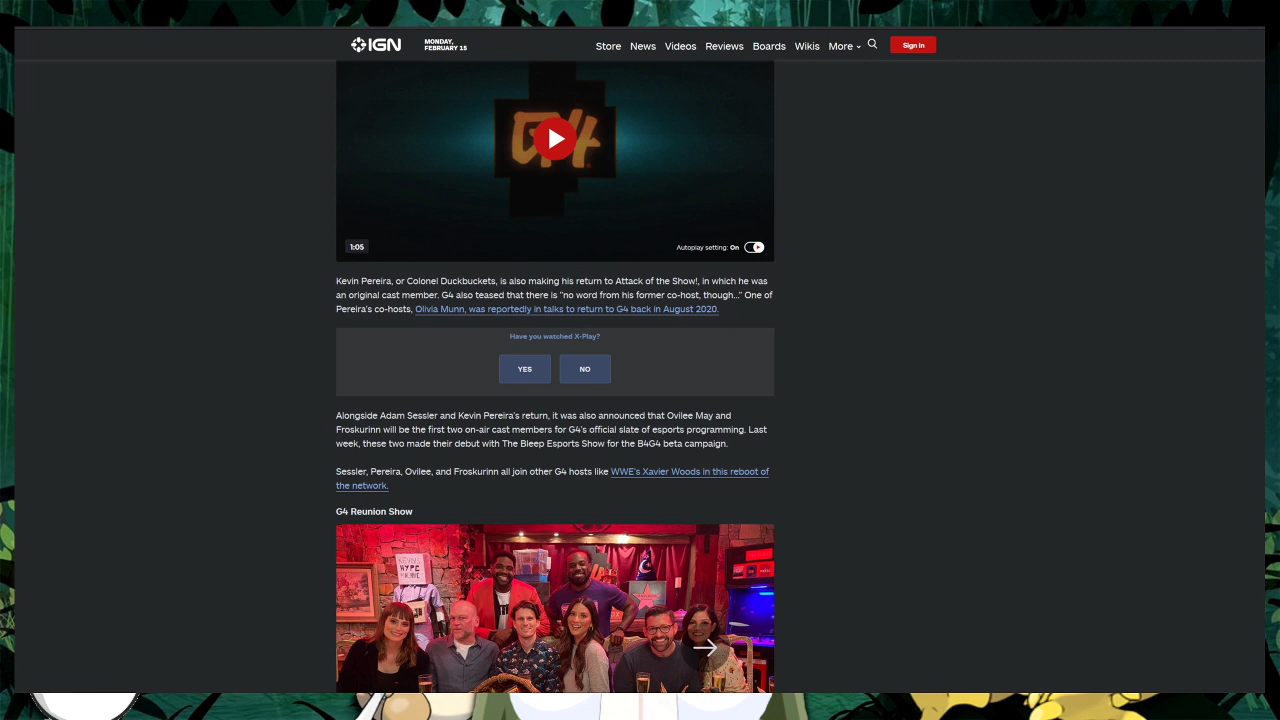 IGN
MONDAY,
FEBRUARY 15
Store News Videos Reviews Boards Wikis More
Sign In
G4
1:05
Autoplay setting: On
Kevin Pereira, or Colonel Duckbuckets, is also making his return to Attack of the Show!, in which he was
an original cast member. G4 also teased that there is "no word from his former co-host, though..." One of
Pereira's co-hosts, Olivia Munn, was reportedly in talks to return to G4 back in August 2020.
Have you watched X-Play?
YES NO
Alongside Adam Sessler and Kevin Pereira's return, it was also announced that Ovilee May and
Froskurinn will be the first two on-air cast members for G4's official slate of esports programming. Last
week, these two made their debut with The Bleep Esports Show for the B4G4 beta campaign.
Sessler, Pereira, Ovilee, and Froskurinn all join other G4 hosts like WWE's Xavier Woods in this reboot of
the network.
G4 Reunion Show
KEVIN
HYPE